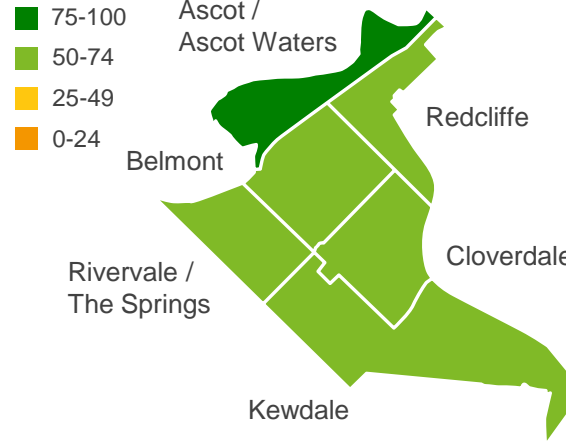 75-100
50-74
25-49
0-24
Ascot /
Ascot Waters
Redcliffe
Belmont
Cloverdale
Rivervale /
The Springs
Kewdale